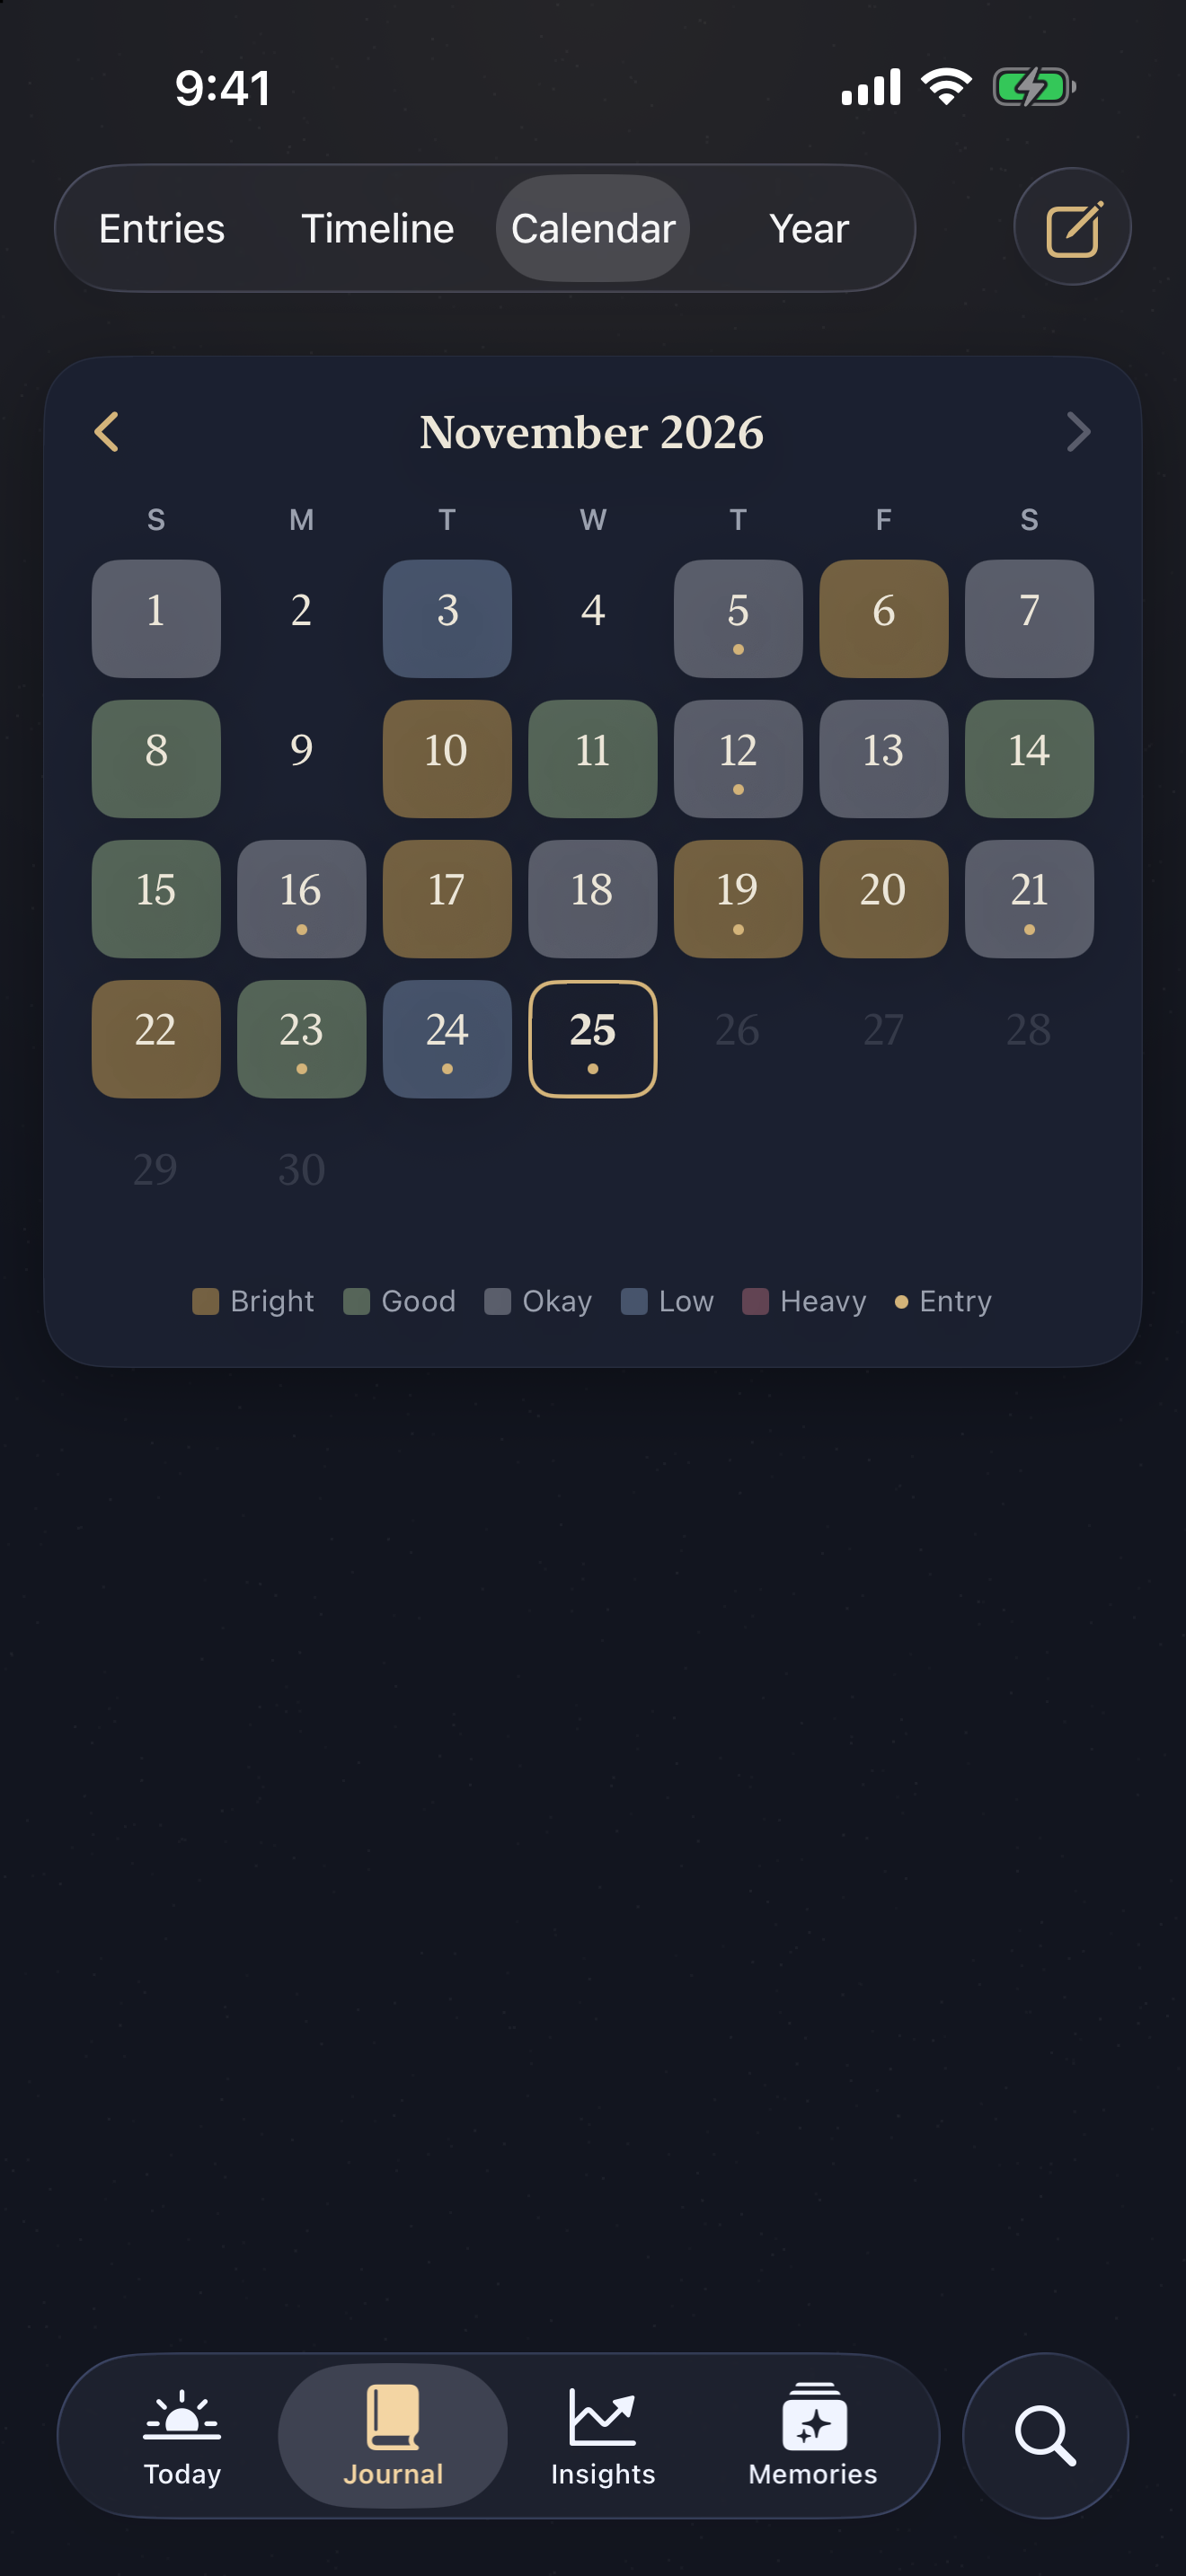 9:41
Entries Timeline Calendar Year
November 2026
S M T W T F S
1 2 3 4 5 6 7
8 9 10 11 12 13 14
15 16 17 18 19 20 21
22 23 24 25 26 27 28
29 30
Bright Good Okay Low Heavy Entry
Today Journal Insights Memories